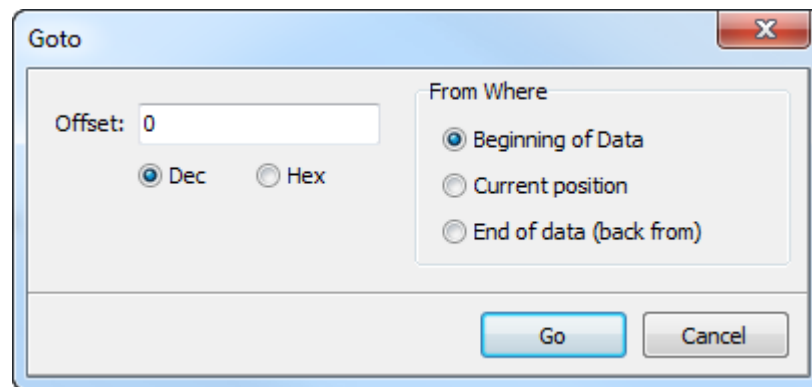 Goto
Offset: 0
Dec Hex
From Where
Beginning of Data
Current position
End of data (back from)
Go Cancel